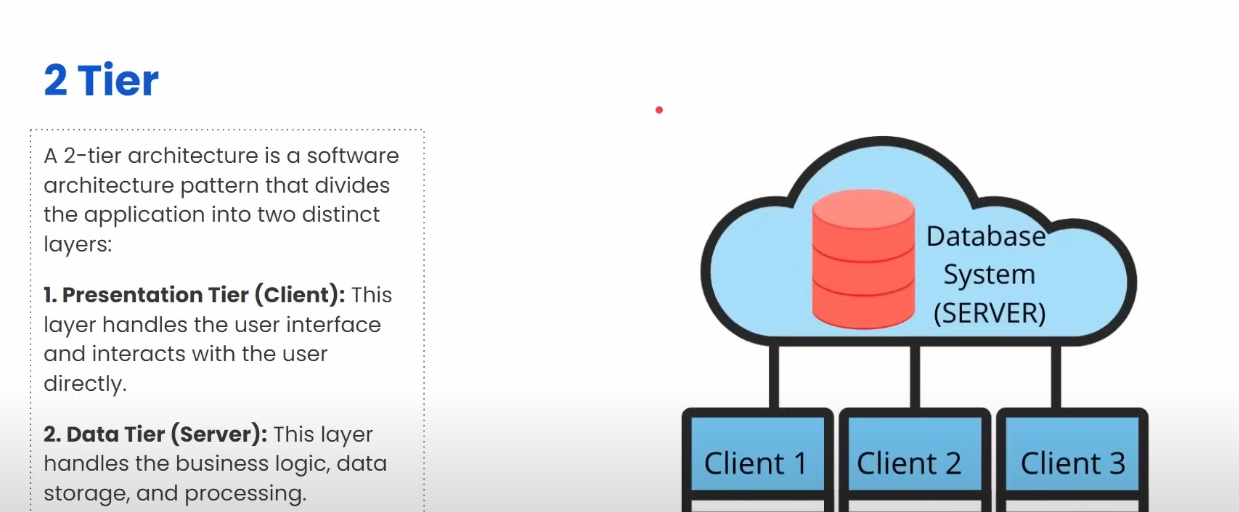 2 Tier
A 2-tier architecture is a software
architecture pattern that divides
the application into two distinct
layers:
1. Presentation Tier (Client): This
layer handles the user interface
and interacts with the user
directly.
2. Data Tier (Server): This layer
handles the business logic, data
storage, and processing.
Database
System
(SERVER)
Client 1
Client 2
Client 3